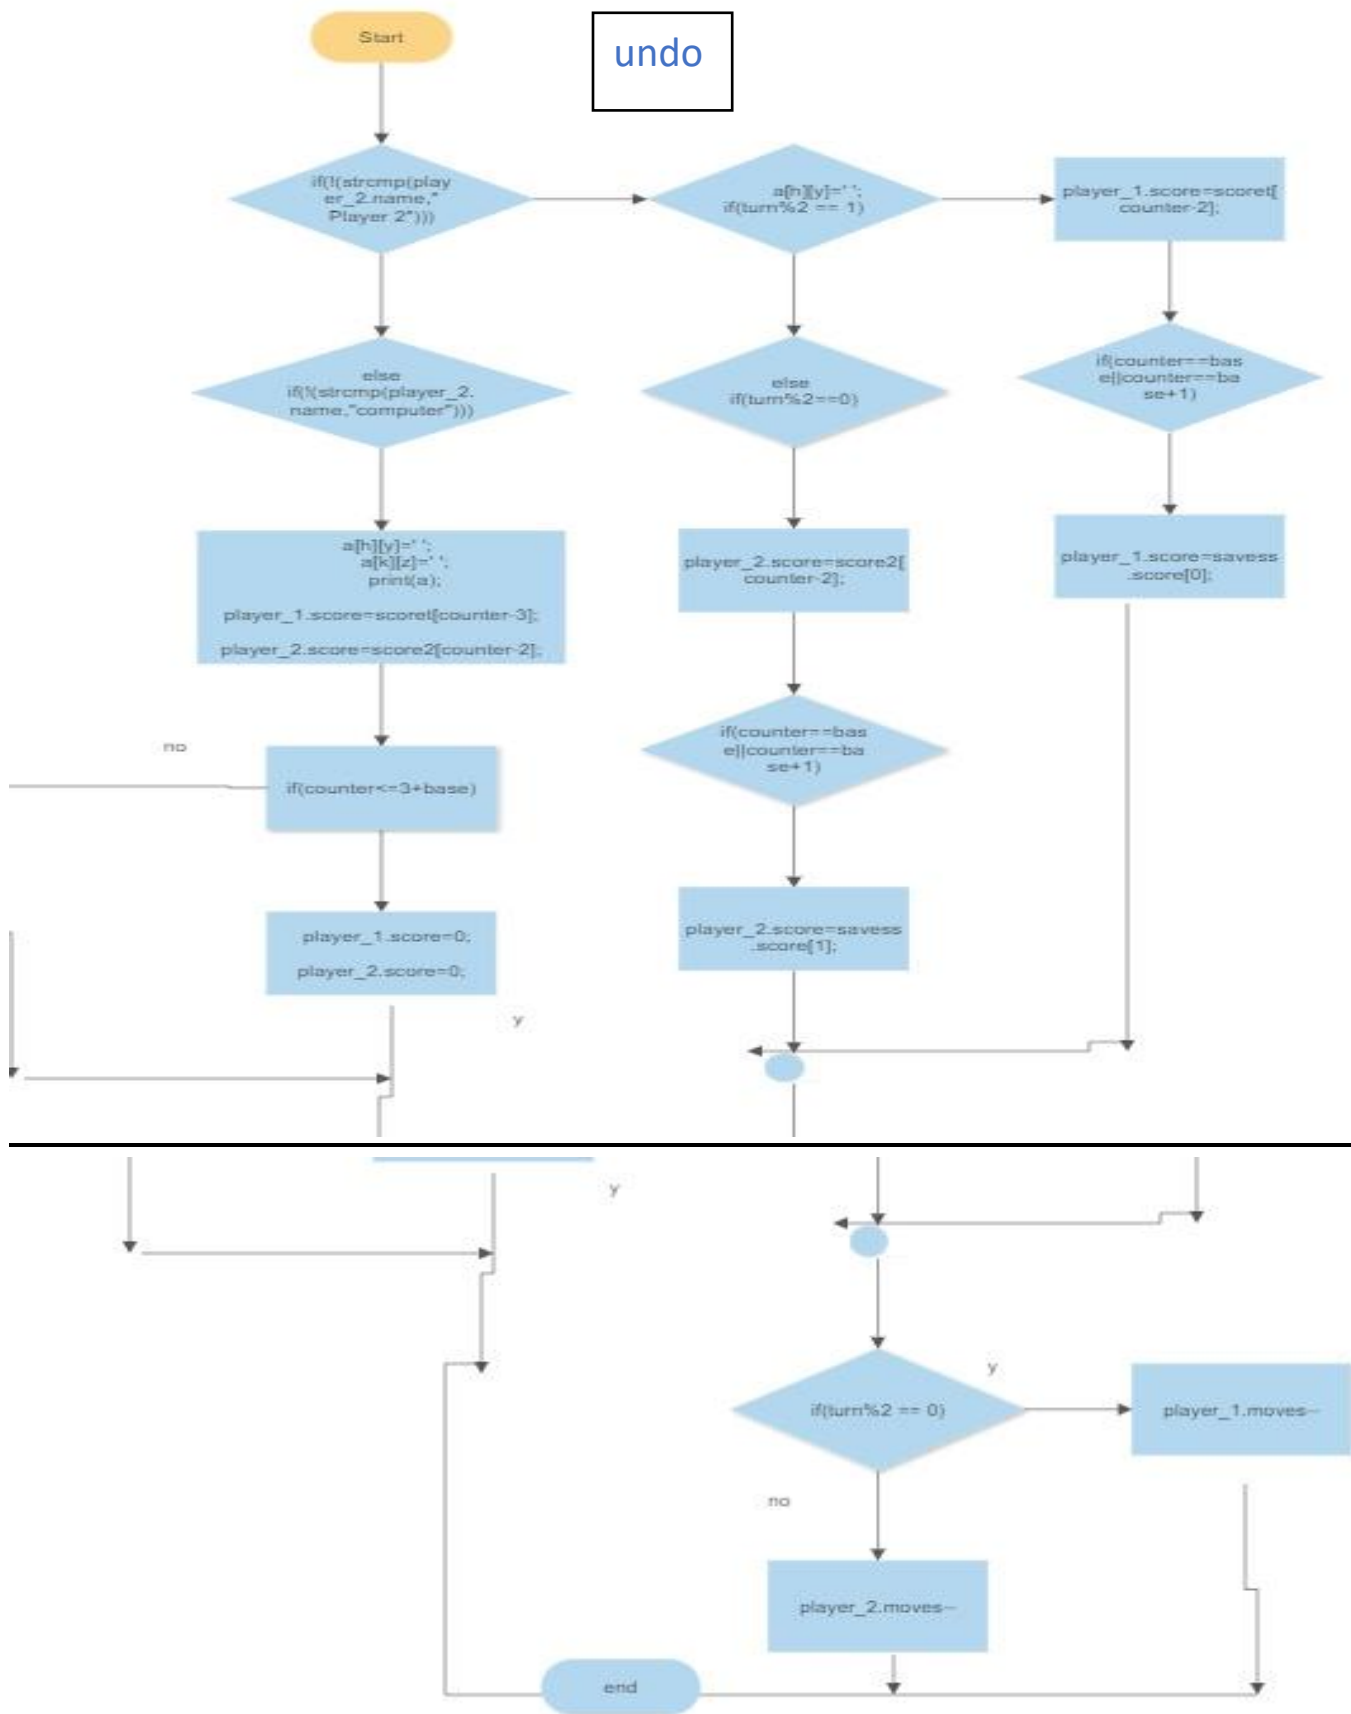 Start
undo
if(!(strcmp(play
er_2.name,"
Player 2")))
a[h][y]=' ';
if(turn%2 == 1)
player_1.score=scoret[
counter-2];
else
if(!(strcmp(player_2.
name,"computer")))
else
if(turn%2==0)
if(counter==bas
e||counter==ba
se+1)
a[h][y]=' ';
a[k][z]=' ';
print(a);
player_1.score=scoret[counter-3];
player_2.score=score2[counter-2];
player_2.score=score2[
counter-2];
player_1.score=savess
.score[0];
no
if(counter<=3+base)
if(counter==bas
e||counter==ba
se+1)
player_1.score=0;
player_2.score=0;
player_2.score=savess
.score[1];
y
y
if(turn%2 == 0)
y
player_1.moves--
no
player_2.moves--
end